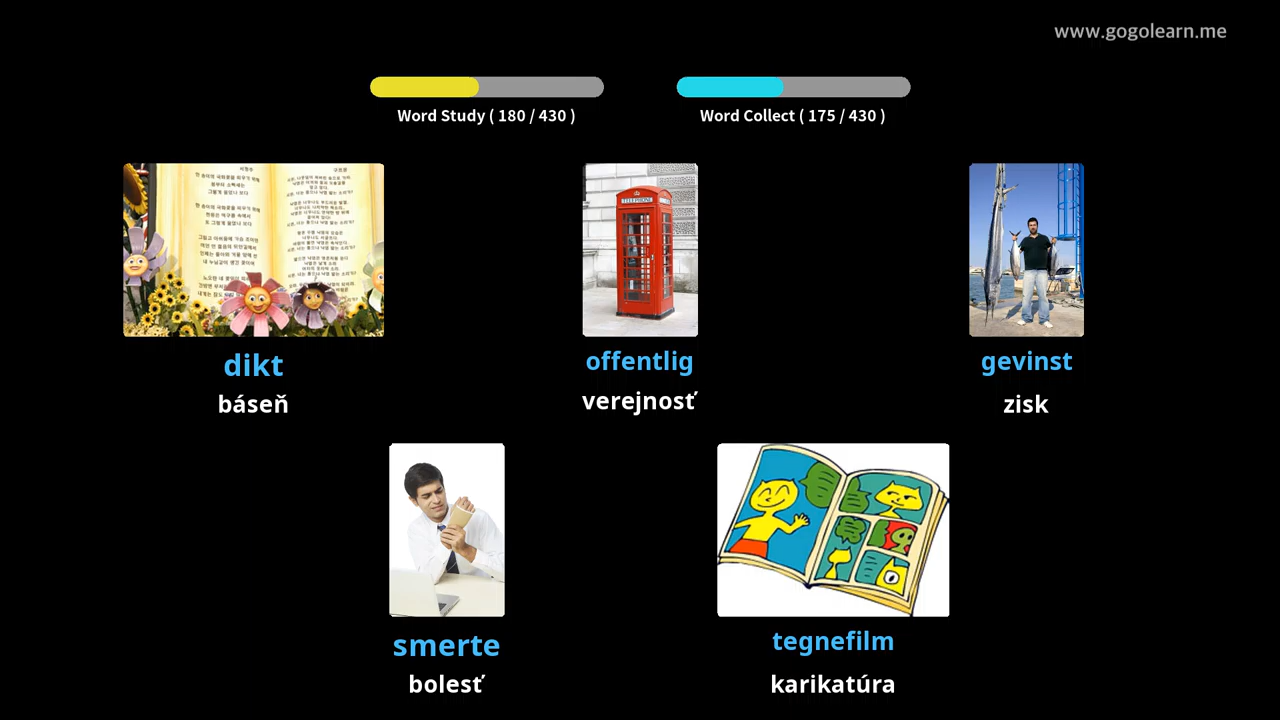 www.gogolearn.me
Word Study ( 180 / 430 )
Word Collect ( 175 / 430 )
TELEPHONE
dikt
báseň
offentlig
verejnosť
gevinst
zisk
smerte
bolesť
tegnefilm
karikatúra